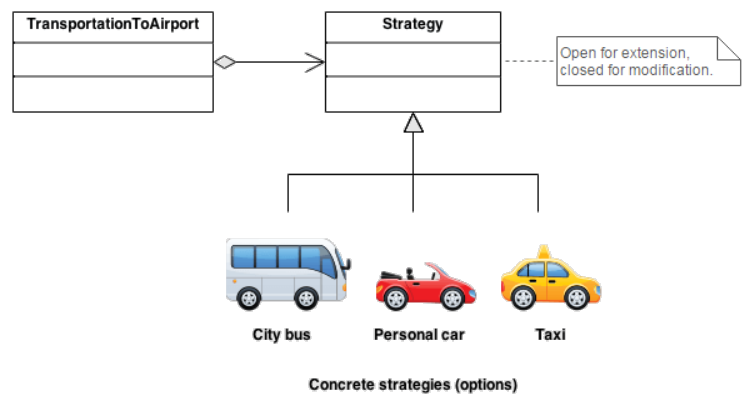 TransportationToAirport
Strategy
Open for extension,
closed for modification.
City bus
Personal car
Taxi
Concrete strategies (options)